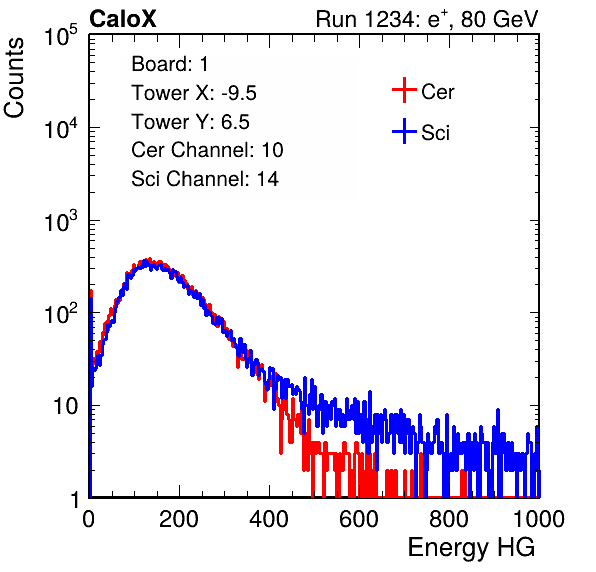 CaloX Run 1234: e⁺, 80 GeV
Counts
Board: 1
Tower X: -9.5
Tower Y: 6.5
Cer Channel: 10
Sci Channel: 14
Cer
Sci
10⁵
10⁴
10³
10²
10
1
0 200 400 600 800 1000
Energy HG